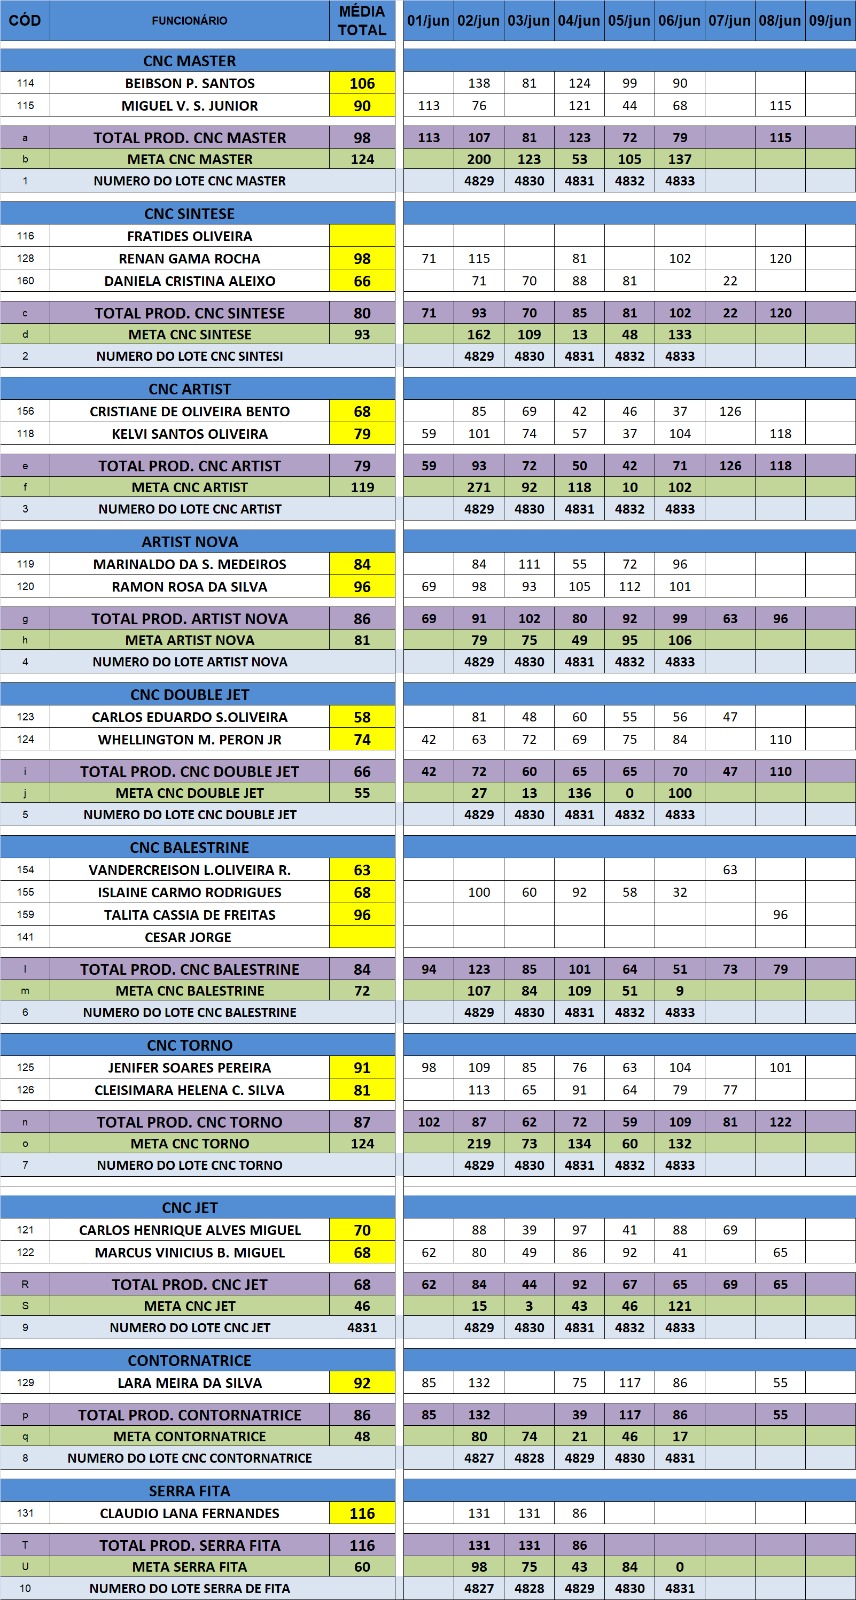 CÓD FUNCIONÁRIO MÉDIA TOTAL 01/jun 02/jun 03/jun 04/jun 05/jun 06/jun 07/jun 08/jun 09/jun
CNC MASTER
114 BEIBSON P. SANTOS 106 138 81 124 99 90
115 MIGUEL V. S. JUNIOR 90 113 76 121 44 68 115
a TOTAL PROD. CNC MASTER 98 113 107 81 123 72 79 115
b META CNC MASTER 124 200 123 53 105 137
1 NUMERO DO LOTE CNC MASTER 4829 4830 4831 4832 4833
CNC SINTESE
116 FRATIDES OLIVEIRA
128 RENAN GAMA ROCHA 98 71 115 81 102 120
160 DANIELA CRISTINA ALEIXO 66 71 70 88 81 22
c TOTAL PROD. CNC SINTESE 80 71 93 70 85 81 102 22 120
d META CNC SINTESE 93 162 109 13 48 133
2 NUMERO DO LOTE CNC SINTESI 4829 4830 4831 4832 4833
CNC ARTIST
156 CRISTIANE DE OLIVEIRA BENTO 68 85 69 42 46 37 126
118 KELVI SANTOS OLIVEIRA 79 59 101 74 57 37 104 118
e TOTAL PROD. CNC ARTIST 79 59 93 72 50 42 71 126 118
f META CNC ARTIST 119 271 92 118 10 102
3 NUMERO DO LOTE CNC ARTIST 4829 4830 4831 4832 4833
ARTIST NOVA
119 MARINALDO DA S. MEDEIROS 84 84 111 55 72 96
120 RAMON ROSA DA SILVA 96 69 98 93 105 112 101
g TOTAL PROD. ARTIST NOVA 86 69 91 102 80 92 99 63 96
h META ARTIST NOVA 81 79 75 49 95 106
4 NUMERO DO LOTE ARTIST NOVA 4829 4830 4831 4832 4833
CNC DOUBLE JET
123 CARLOS EDUARDO S.OLIVEIRA 58 81 48 60 55 56 47
124 WHELLINGTON M. PERON JR 74 42 63 72 69 75 84 110
i TOTAL PROD. CNC DOUBLE JET 66 42 72 60 65 65 70 47 110
j META CNC DOUBLE JET 55 27 13 136 0 100
5 NUMERO DO LOTE CNC DOUBLE JET 4829 4830 4831 4832 4833
CNC BALESTRINE
154 VANDERCREISON L.OLIVEIRA R. 63 63
155 ISLAINE CARMO RODRIGUES 68 100 60 92 58 32
159 TALITA CASSIA DE FREITAS 96 96
141 CESAR JORGE
l TOTAL PROD. CNC BALESTRINE 84 94 123 85 101 64 51 73 79
m META CNC BALESTRINE 72 107 84 109 51 9
6 NUMERO DO LOTE CNC BALESTRINE 4829 4830 4831 4832 4833
CNC TORNO
125 JENIFER SOARES PEREIRA 91 98 109 85 76 63 104 101
126 CLEISIMARA HELENA C. SILVA 81 113 65 91 64 79 77
n TOTAL PROD. CNC TORNO 87 102 87 62 72 59 109 81 122
o META CNC TORNO 124 219 73 134 60 132
7 NUMERO DO LOTE CNC TORNO 4829 4830 4831 4832 4833
CNC JET
121 CARLOS HENRIQUE ALVES MIGUEL 70 88 39 97 41 88 69
122 MARCUS VINICIUS B. MIGUEL 68 62 80 49 86 92 41 65
R TOTAL PROD. CNC JET 68 62 84 44 92 67 65 69 65
S META CNC JET 46 15 3 43 46 121
9 NUMERO DO LOTE CNC JET 4831 4829 4830 4831 4832 4833
CONTORNATRICE
129 LARA MEIRA DA SILVA 92 85 132 75 117 86 55
p TOTAL PROD. CONTORNATRICE 86 85 132 39 117 86 55
q META CONTORNATRICE 48 80 74 21 46 17
8 NUMERO DO LOTE CNC CONTORNATRICE 4827 4828 4829 4830 4831
SERRA FITA
131 CLAUDIO LANA FERNANDES 116 131 131 86
T TOTAL PROD. SERRA FITA 116 131 131 86
U META SERRA FITA 60 98 75 43 84 0
10 NUMERO DO LOTE SERRA DE FITA 4827 4828 4829 4830 4831